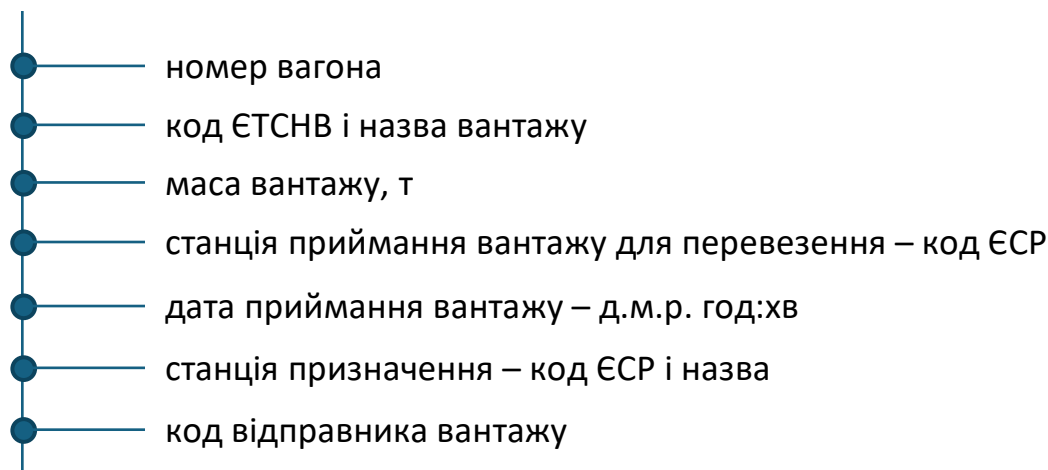 номер вагона
код ЄТСНВ і назва вантажу
маса вантажу, т
станція приймання вантажу для перевезення – код ЄСР
дата приймання вантажу – д.м.р. год:хв
станція призначення – код ЄСР і назва
код відправника вантажу